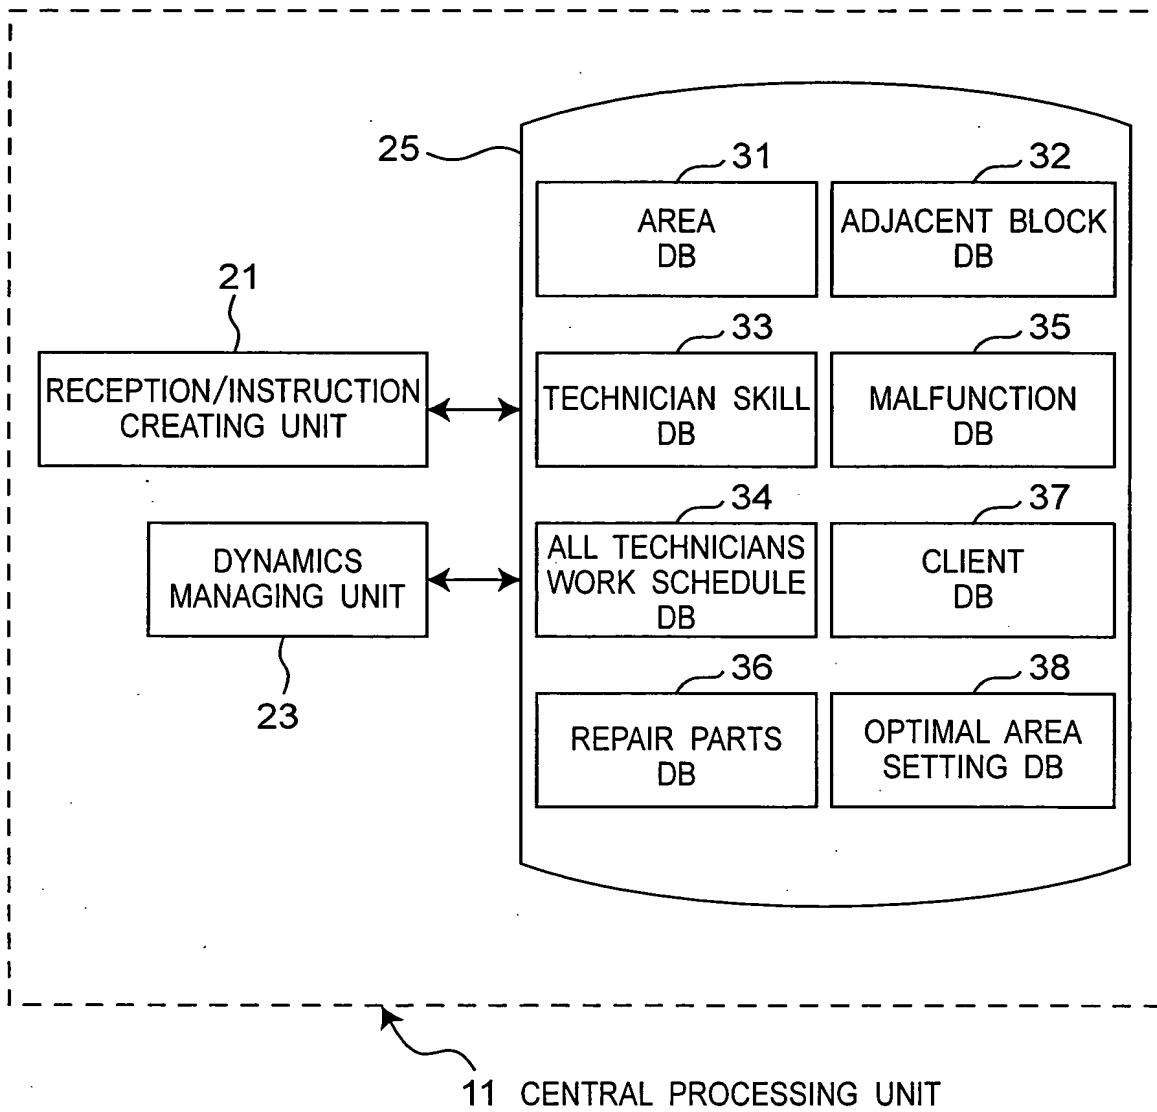 25
31
32
AREA
DB
ADJACENT BLOCK
DB
21
33
35
RECEPTION/INSTRUCTION
CREATING UNIT
TECHNICIAN SKILL
DB
MALFUNCTION
DB
34
37
DYNAMICS
MANAGING UNIT
ALL TECHNICIANS
WORK SCHEDULE
DB
CLIENT
DB
23
36
38
REPAIR PARTS
DB
OPTIMAL AREA
SETTING DB
11 CENTRAL PROCESSING UNIT